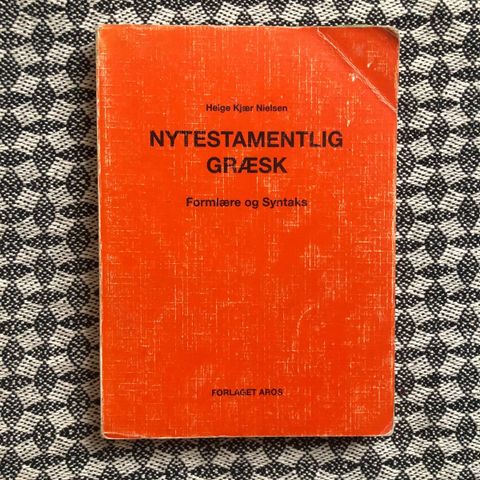 Helge Kjær Nielsen
NYTESTAMENTLIG
GRÆSK
Formlære og Syntaks
FORLAGET AROS